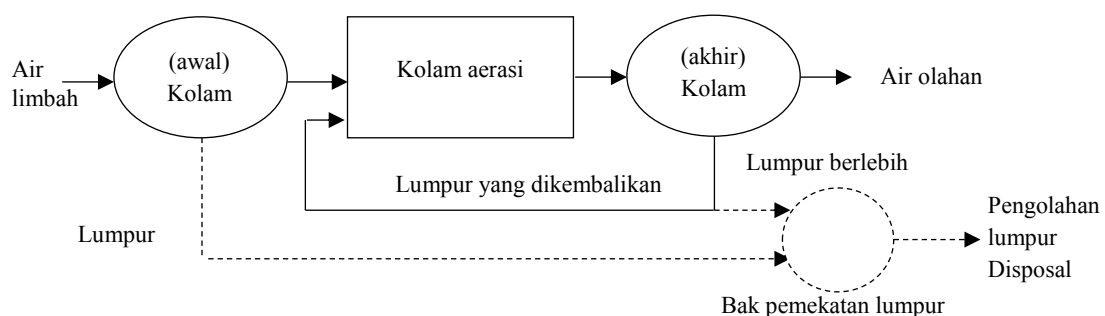 Air
limbah
(awal)
Kolam
Kolam aerasi
(akhir)
Kolam
Air olahan
Lumpur yang dikembalikan
Lumpur berlebih
Lumpur
Pengolahan
lumpur
Disposal
Bak pemekatan lumpur